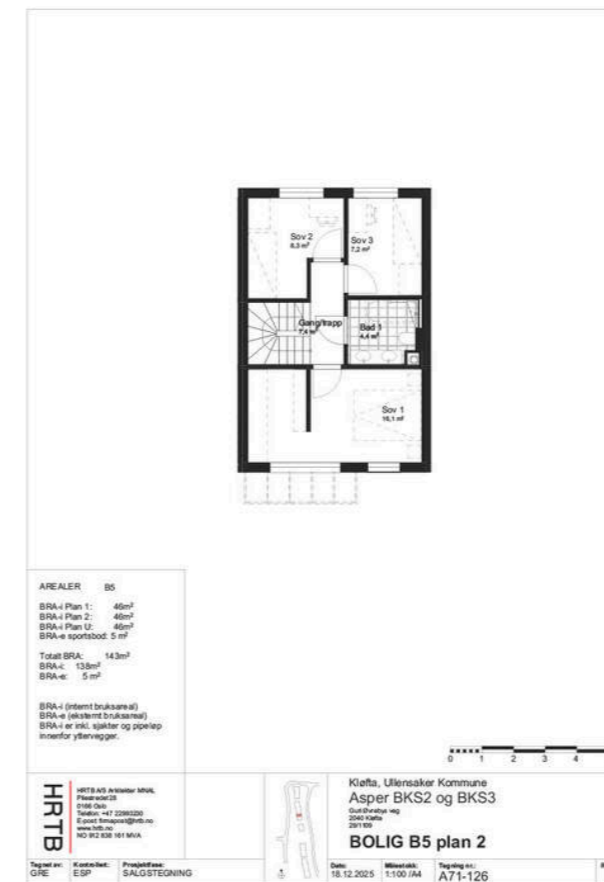 Sov 2
8,3 m²
Sov 3
7,2 m²
Gang/trapp
7,4 m²
Bad 1
4,4 m²
Sov 1
16,1 m²
AREALER B5
BRA-i Plan 1: 46m²
BRA-i Plan 2: 46m²
BRA-i Plan U: 46m²
BRA-e sportsbod: 5 m²
Totalt BRA: 143m²
BRA-i: 138m²
BRA-e: 5 m²
BRA-i (internt bruksareal)
BRA-e (eksternt bruksareal)
BRA-i er inkl. sjakter og pipeløp
innenfor yttervegger.
0 1 2 3 4
HRTB
HRTB AS Arkitekter MNAL
0166 Oslo
E-post firmapost@hrtb.no
www.hrtb.no
Kløfta, Ullensaker Kommune
Asper BKS2 og BKS3
2040 Kløfta
BOLIG B5 plan 2
Tegnet av: Kontrollert: Prosjektfase:
GRE ESP SALGSTEGNING
Dato: Målestokk: Tegning nr.:
18.12.2025 1:100 /A4 A71-126